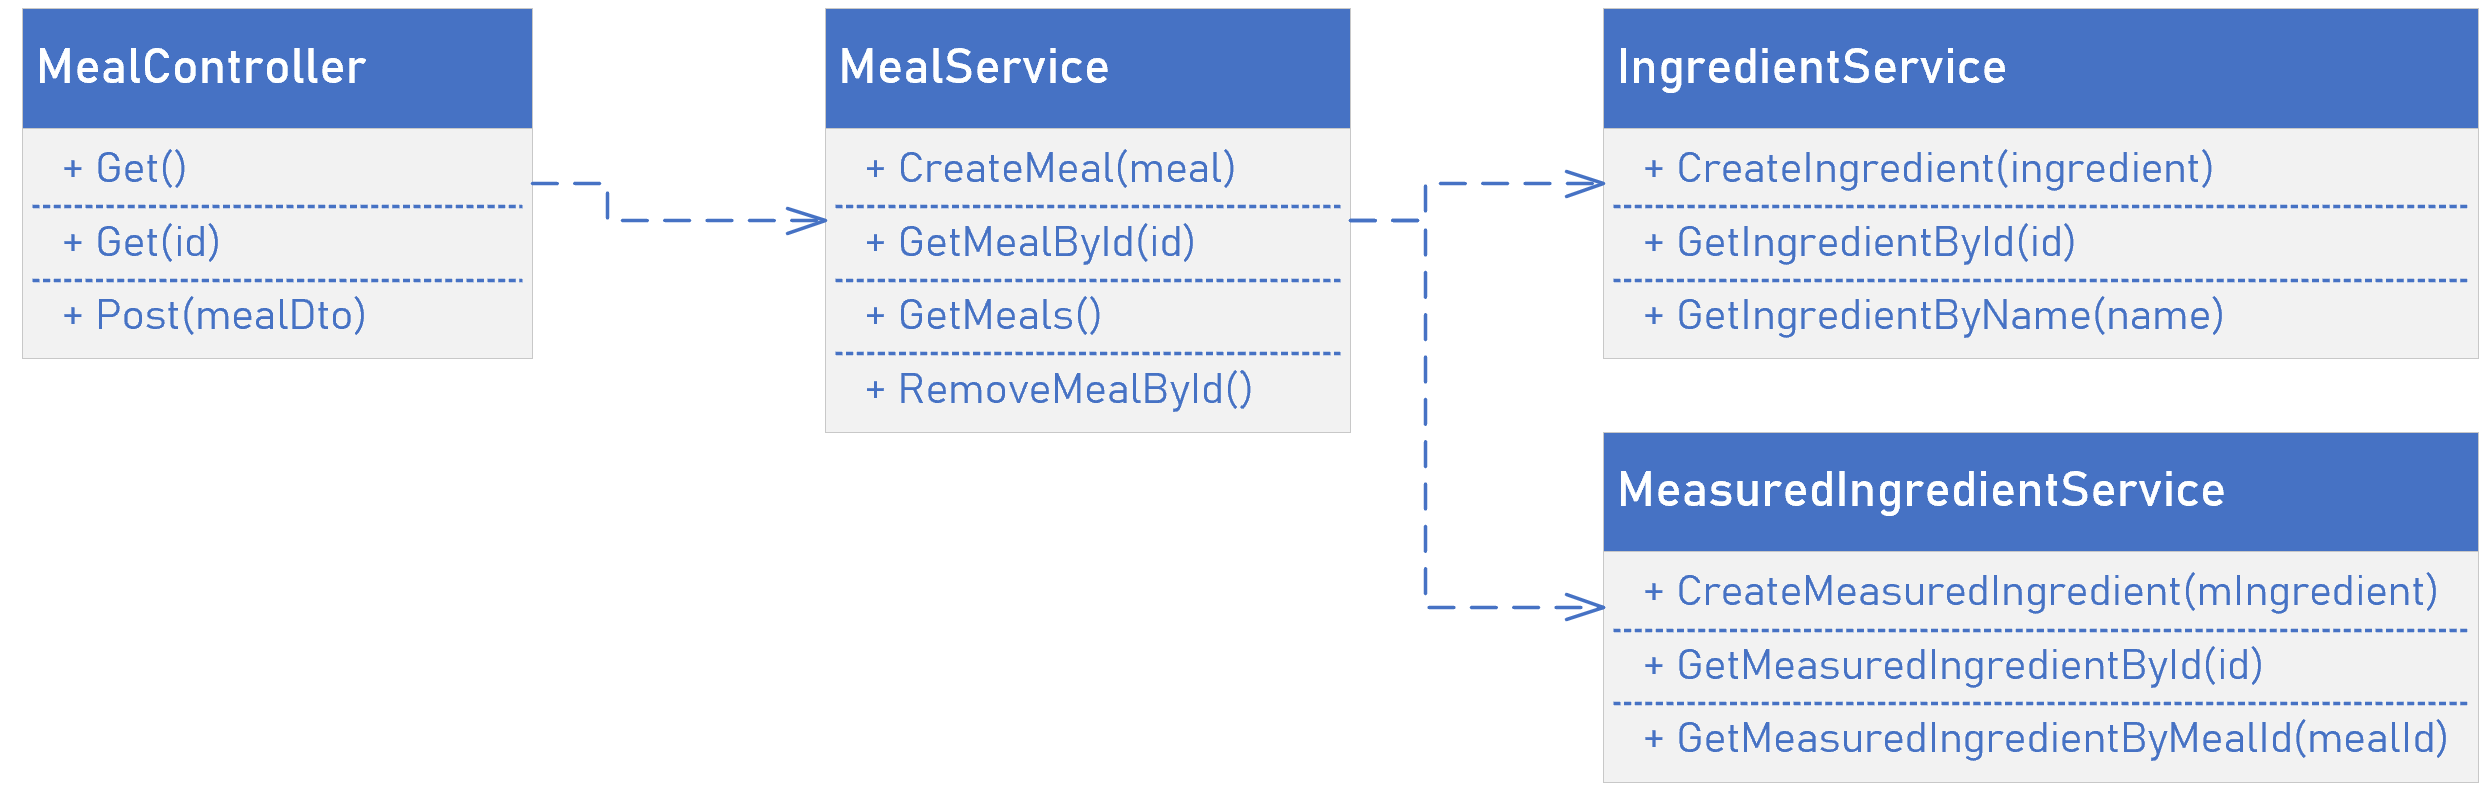 MealController
+ Get()
+ Get(id)
+ Post(mealDto)
MealService
+ CreateMeal(meal)
+ GetMealById(id)
+ GetMeals()
+ RemoveMealById()
IngredientService
+ CreateIngredient(ingredient)
+ GetIngredientById(id)
+ GetIngredientByName(name)
MeasuredIngredientService
+ CreateMeasuredIngredient(mIngredient)
+ GetMeasuredIngredientById(id)
+ GetMeasuredIngredientByMealId(mealId)